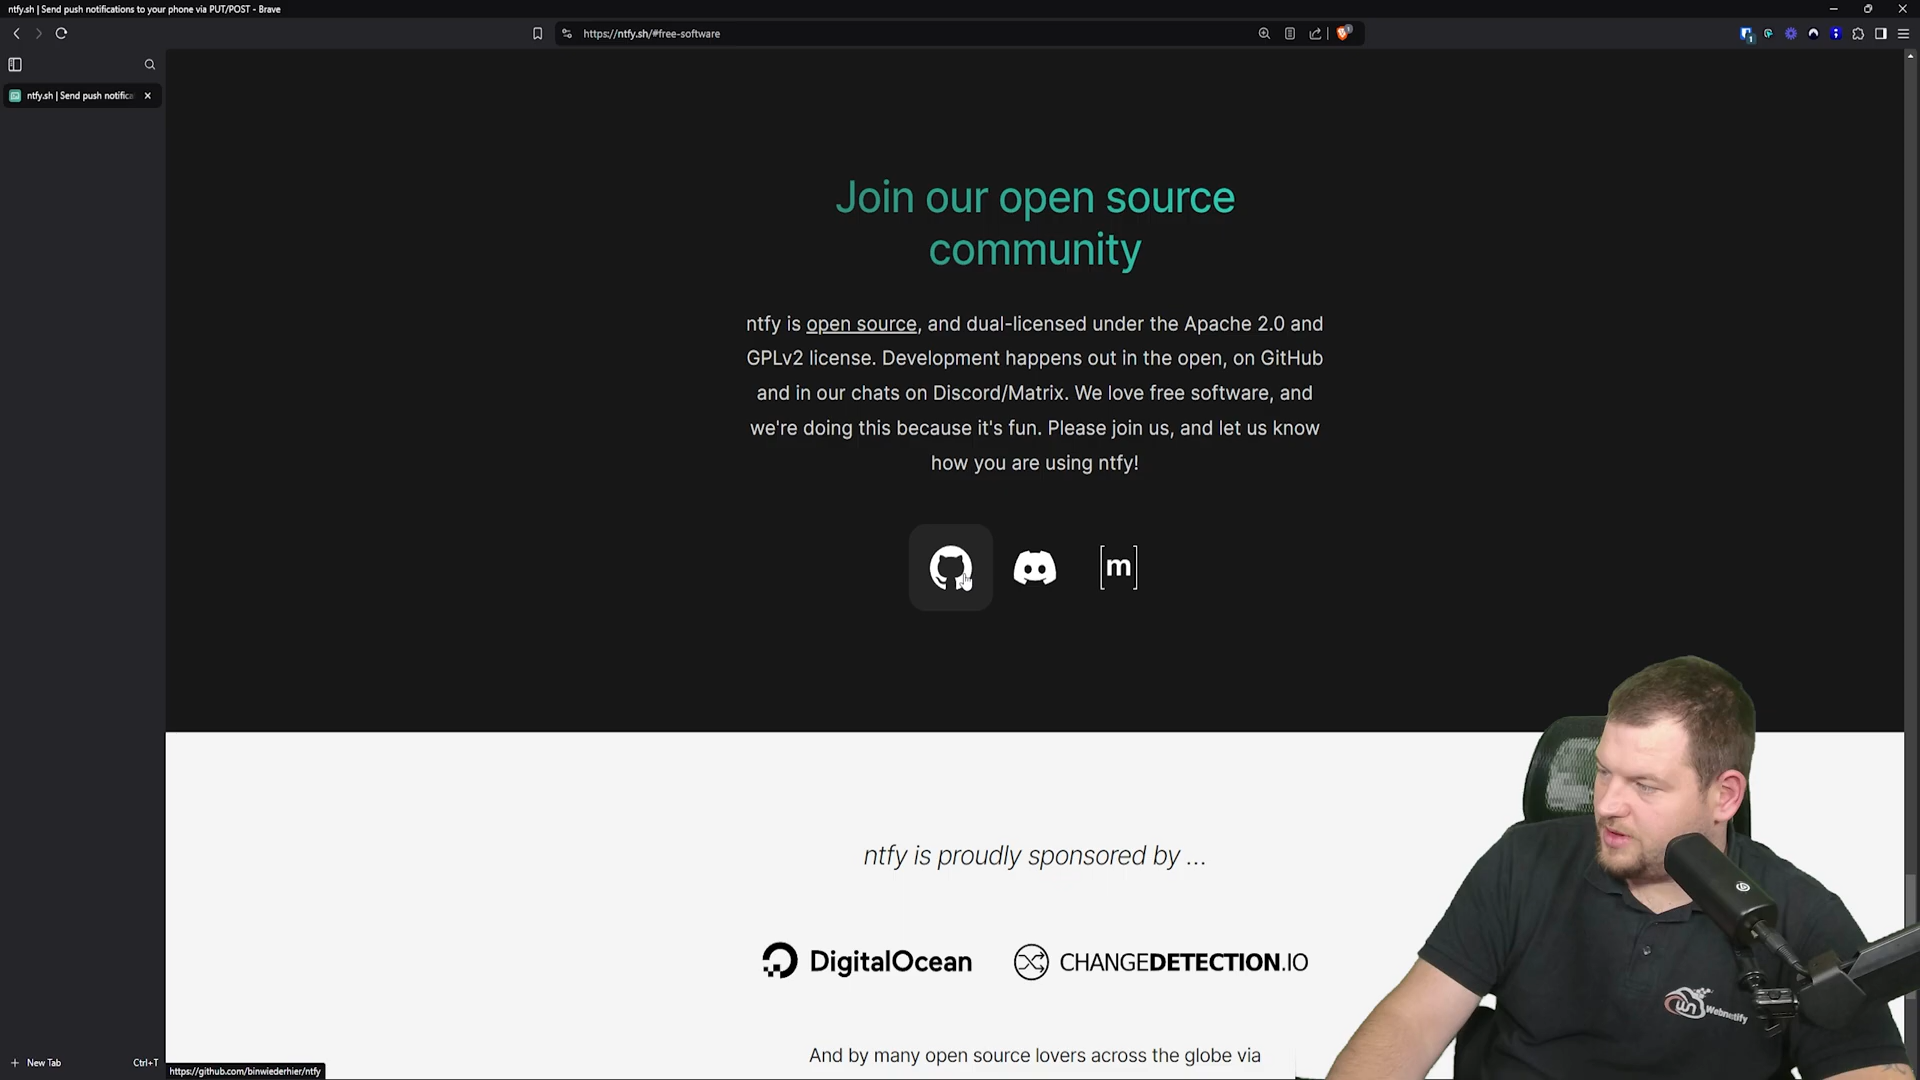 ntfy.sh | Send push notifications to your phone via PUT/POST - Brave
https://ntfy.sh/#free-software
1
1
ntfy.sh | Send push notifica
Join our open source
community
ntfy is open source, and dual-licensed under the Apache 2.0 and
GPLv2 license. Development happens out in the open, on GitHub
and in our chats on Discord/Matrix. We love free software, and
we're doing this because it's fun. Please join us, and let us know
how you are using ntfy!
[m]
ntfy is proudly sponsored by ...
DigitalOcean
CHANGEDETECTION.IO
wn Webnestify
And by many open source lovers across the globe via
New Tab
Ctrl+T
https://github.com/binwiederhier/ntfy